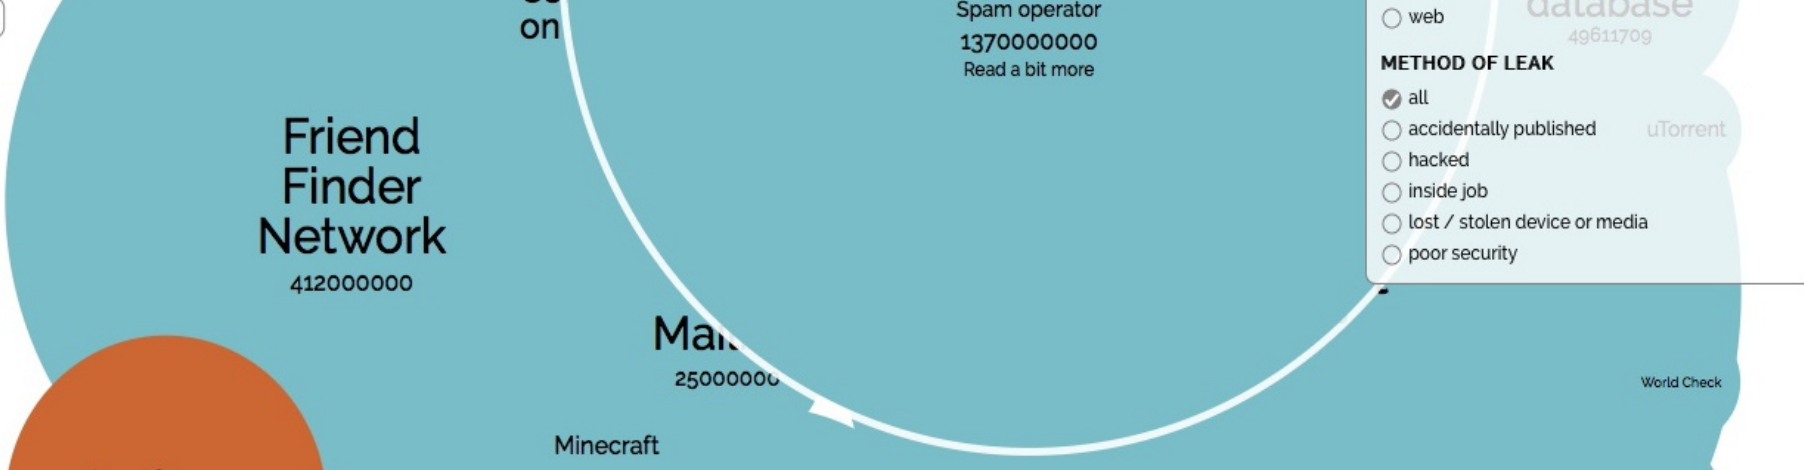 on
Spam operator
1370000000
Read a bit more
Friend
Finder
Network
412000000
25000000
Minecraft
web
database
49611709
METHOD OF LEAK
all
accidentally published
hacked
inside job
lost / stolen device or media
poor security
uTorrent
World Check